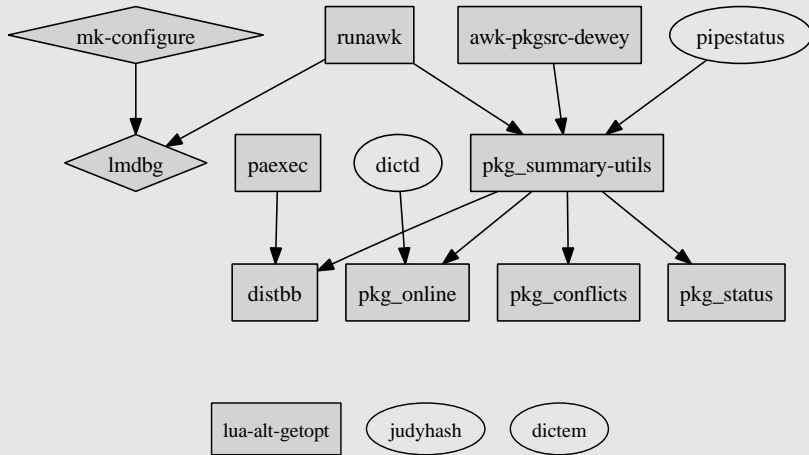 mk-configure
runawk
awk-pkgsrc-dewey
pipestatus
lmdbg
paexec
dictd
pkg_summary-utils
distbb
pkg_online
pkg_conflicts
pkg_status
lua-alt-getopt
judyhash
dictem